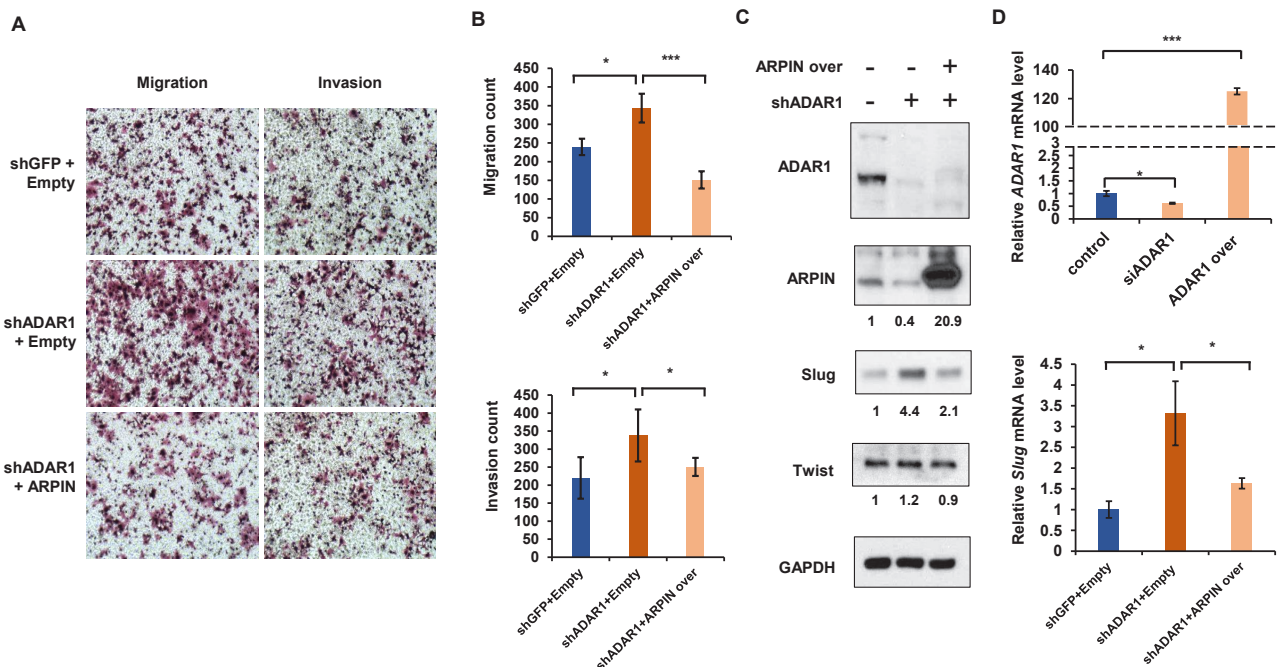 A
Migration
Invasion
shGFP +
Empty
shADAR1
+ Empty
shADAR1
+ ARPIN
B
Migration count
450
400
350
300
250
200
150
100
50
0
*
***
shGFP+Empty
shADAR1+Empty
shADAR1+ARPIN over
Invasion count
450
400
350
300
250
200
150
100
50
0
*
*
shGFP+Empty
shADAR1+Empty
shADAR1+ARPIN over
C
ARPIN over - - +
shADAR1 - + +
ADAR1
ARPIN
1 0.4 20.9
Slug
1 4.4 2.1
Twist
1 1.2 0.9
GAPDH
D
Relative ADAR1 mRNA level
***
140
130
120
110
100
3
2.5
2
1.5
1
0.5
0
*
control
siADAR1
ADAR1 over
Relative Slug mRNA level
4.5
4
3.5
3
2.5
2
1.5
1
0.5
0
*
*
shGFP+Empty
shADAR1+Empty
shADAR1+ARPIN over